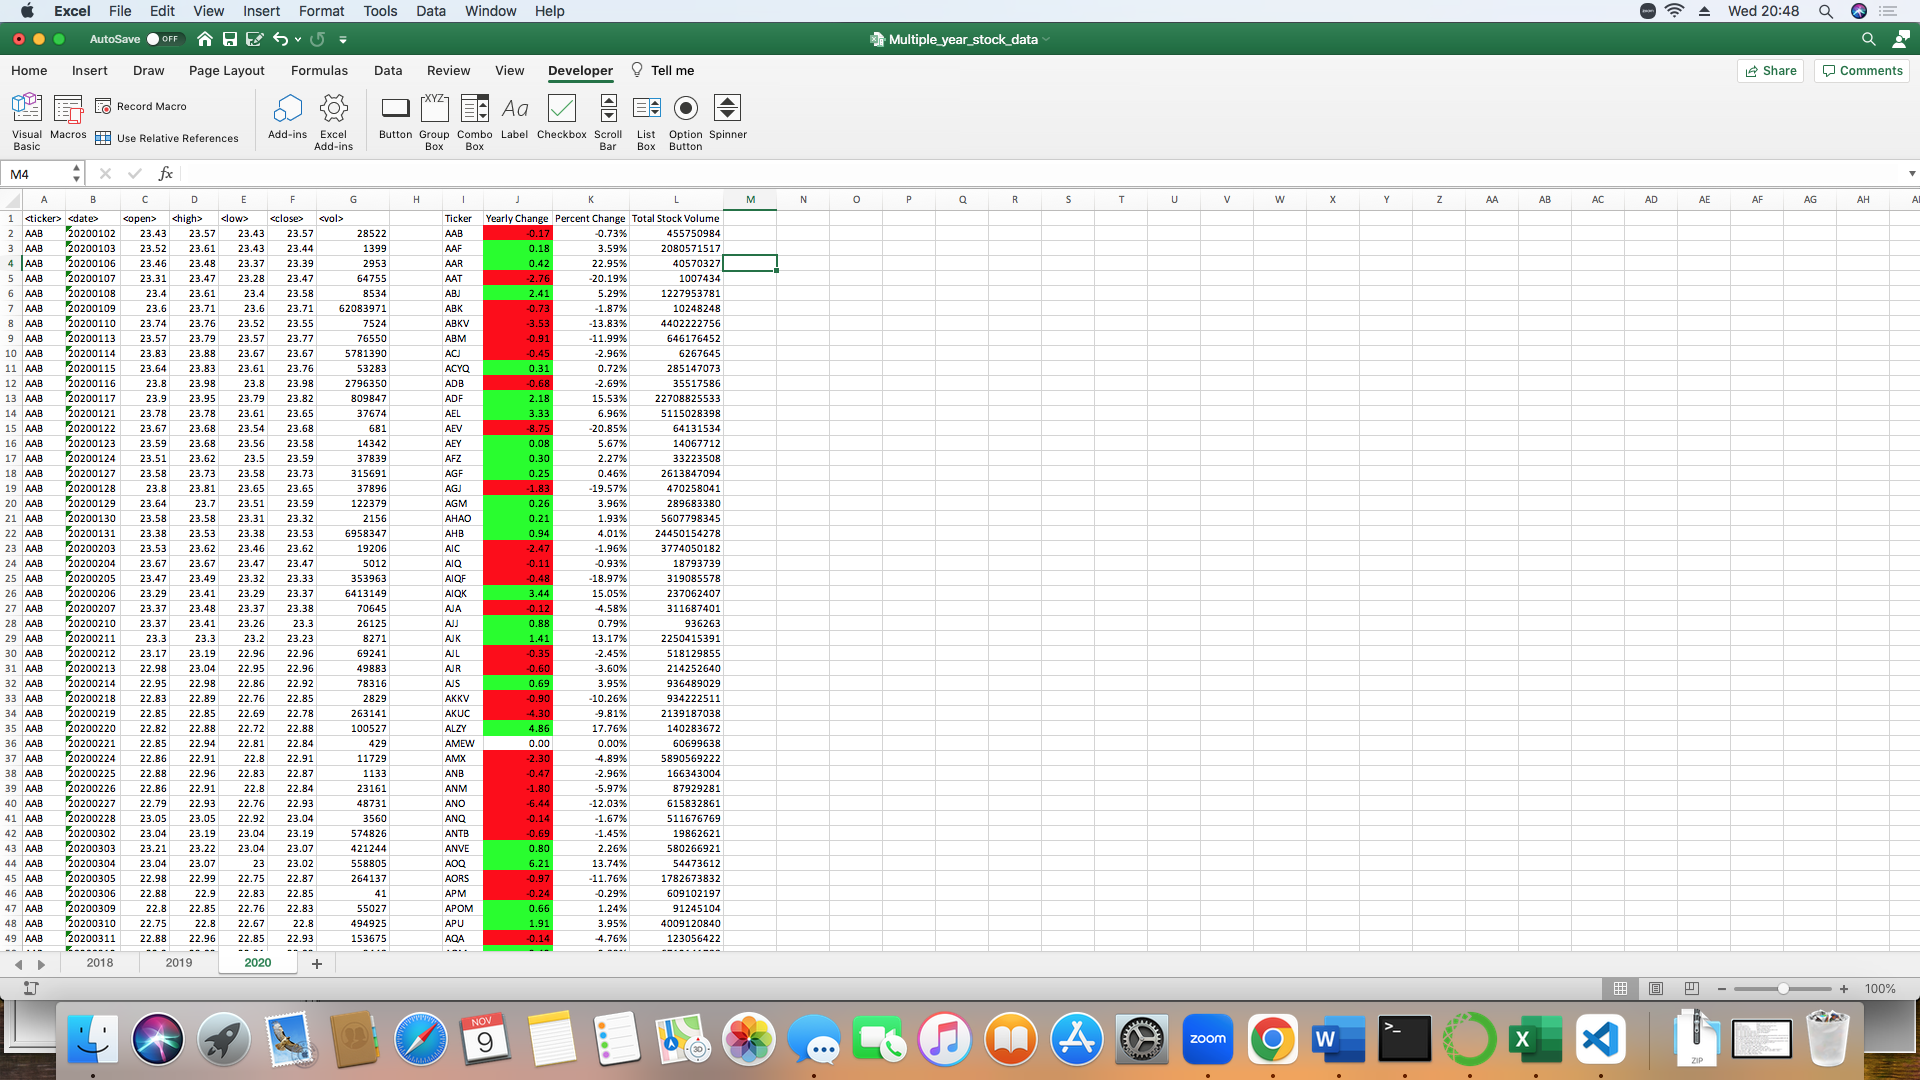 Excel File Edit View Insert Format Tools Data Window Help Wed 20:48
AutoSave OFF Multiple_year_stock_data
Home Insert Draw Page Layout Formulas Data Review View Developer Tell me Share Comments
Visual Basic Macros Record Macro Use Relative References Add-ins Excel Add-ins Button Group Box Combo Box Label Checkbox Scroll Bar List Box Option Button Spinner
M4 fx
A B C D E F G H I J K L M N O P Q R S T U V W X Y Z AA AB AC AD AE AF AG AH
1 <ticker> <date> <open> <high> <low> <close> <vol> Ticker Yearly Change Percent Change Total Stock Volume
2 AAB 20200102 23.43 23.57 23.43 23.57 28522 AAB -0.17 -0.73% 455750984
3 AAB 20200103 23.52 23.61 23.43 23.44 1399 AAF 0.18 3.59% 2080571517
4 AAB 20200106 23.46 23.48 23.37 23.39 2953 AAR 0.42 22.95% 40570327
5 AAB 20200107 23.31 23.47 23.28 23.47 64755 AAT -2.76 -20.19% 1007434
6 AAB 20200108 23.4 23.61 23.4 23.58 8534 ABJ 2.41 5.29% 1227953781
7 AAB 20200109 23.6 23.71 23.6 23.71 62083971 ABK -0.73 -1.87% 10248248
8 AAB 20200110 23.74 23.76 23.52 23.55 7524 ABKV -3.53 -13.83% 4402222756
9 AAB 20200113 23.57 23.79 23.57 23.77 76550 ABM -0.91 -11.99% 646176452
10 AAB 20200114 23.83 23.88 23.67 23.67 5781390 ACJ -0.45 -2.96% 6267645
11 AAB 20200115 23.64 23.83 23.61 23.76 53283 ACYQ 0.31 0.72% 285147073
12 AAB 20200116 23.8 23.98 23.8 23.98 2796350 ADB -0.68 -2.69% 35517586
13 AAB 20200117 23.9 23.95 23.79 23.82 809847 ADF 2.18 15.53% 22708825533
14 AAB 20200121 23.78 23.78 23.61 23.65 37674 AEL 3.33 6.96% 5115028398
15 AAB 20200122 23.67 23.68 23.54 23.68 681 AEV -8.75 -20.85% 64131534
16 AAB 20200123 23.59 23.68 23.56 23.58 14342 AEY 0.08 5.67% 14067712
17 AAB 20200124 23.51 23.62 23.5 23.59 37839 AFZ 0.30 2.27% 33223508
18 AAB 20200127 23.58 23.73 23.58 23.73 315691 AGF 0.25 0.46% 2613847094
19 AAB 20200128 23.8 23.81 23.65 23.65 37896 AGJ -1.83 -19.57% 470258041
20 AAB 20200129 23.64 23.7 23.51 23.59 122379 AGM 0.26 3.96% 289683380
21 AAB 20200130 23.58 23.58 23.31 23.32 2156 AHAO 0.21 1.93% 5607798345
22 AAB 20200131 23.38 23.53 23.38 23.53 6958347 AHB 0.94 4.01% 24450154278
23 AAB 20200203 23.53 23.62 23.46 23.62 19206 AIC -2.47 -1.96% 3774050182
24 AAB 20200204 23.67 23.67 23.47 23.47 5012 AIQ -0.11 -0.93% 18793739
25 AAB 20200205 23.47 23.49 23.32 23.33 353963 AIQF -0.48 -18.97% 319085578
26 AAB 20200206 23.29 23.41 23.29 23.37 6413149 AIQK 3.44 15.05% 237062407
27 AAB 20200207 23.37 23.48 23.37 23.38 70645 AJA -0.12 -4.58% 311687401
28 AAB 20200210 23.37 23.41 23.26 23.3 26125 AJJ 0.88 0.79% 936263
29 AAB 20200211 23.3 23.3 23.2 23.23 8271 AJK 1.41 13.17% 2250415391
30 AAB 20200212 23.17 23.19 22.96 22.96 69241 AJL -0.35 -2.45% 518129855
31 AAB 20200213 22.98 23.04 22.95 22.96 49883 AJR -0.60 -3.60% 214252640
32 AAB 20200214 22.95 22.98 22.86 22.92 78316 AJS 0.69 3.95% 936489029
33 AAB 20200218 22.83 22.89 22.76 22.85 2829 AKKV -0.90 -10.26% 934222511
34 AAB 20200219 22.85 22.85 22.69 22.78 263141 AKUC -4.30 -9.81% 2139187038
35 AAB 20200220 22.82 22.88 22.72 22.88 100527 ALZY 4.86 17.76% 140283672
36 AAB 20200221 22.85 22.94 22.81 22.84 429 AMEW 0.00 0.00% 60699638
37 AAB 20200224 22.86 22.91 22.8 22.91 11729 AMX -2.30 -4.89% 5890569222
38 AAB 20200225 22.88 22.96 22.83 22.87 1133 ANB -0.47 -2.96% 166343004
39 AAB 20200226 22.86 22.91 22.8 22.84 23161 ANM -1.80 -5.97% 87929281
40 AAB 20200227 22.79 22.93 22.76 22.93 48731 ANO -6.44 -12.03% 615832861
41 AAB 20200228 23.05 23.05 22.92 23.04 3560 ANQ -0.14 -1.67% 511676769
42 AAB 20200302 23.04 23.19 23.04 23.19 574826 ANTB -0.69 -1.45% 19862621
43 AAB 20200303 23.21 23.22 23.04 23.07 421244 ANVE 0.80 2.26% 580266921
44 AAB 20200304 23.04 23.07 23 23.02 558805 AOQ 6.21 13.74% 54473612
45 AAB 20200305 22.98 22.99 22.75 22.87 264137 AORS -0.97 -11.76% 1782673832
46 AAB 20200306 22.88 22.9 22.83 22.85 41 APM -0.24 -0.29% 609102197
47 AAB 20200309 22.8 22.85 22.76 22.83 55027 APOM 0.66 1.24% 91245104
48 AAB 20200310 22.75 22.8 22.67 22.8 494925 APU 1.91 3.95% 4009120840
49 AAB 20200311 22.88 22.96 22.85 22.93 153675 AQA -0.14 -4.76% 123056422
2018 2019 2020 +
100%
NOV 9 3D zoom W X ZIP